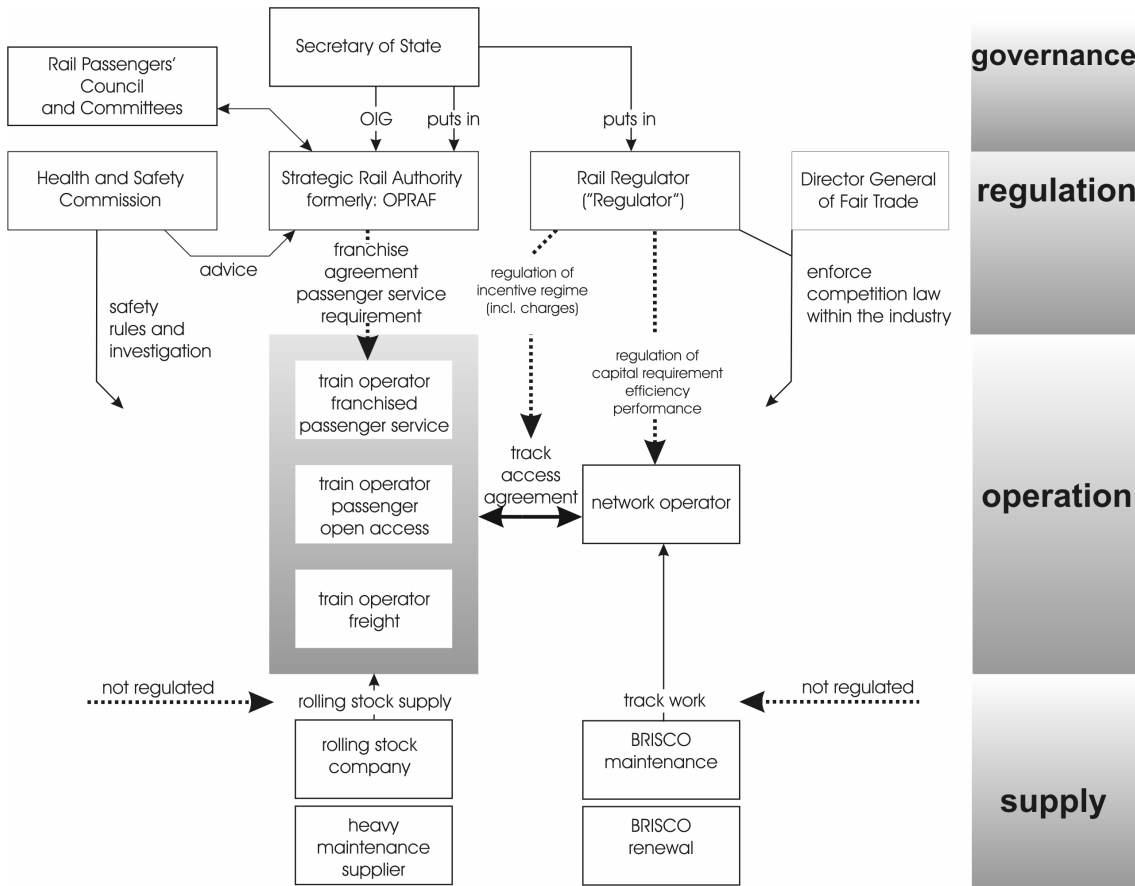 Secretary of State
governance
Rail Passengers'
Council
and Committees
OIG
puts in
puts in
Health and Safety
Commission
Strategic Rail Authority
formerly: OPRAF
Rail Regulator
("Regulator")
Director General
of Fair Trade
regulation
advice
franchise
agreement
passenger service
requirement
regulation of
incentive regime
(incl. charges)
enforce
competition law
within the industry
safety
rules and
investigation
regulation of
capital requirement
efficiency
performance
train operator
franchised
passenger service
track
access
agreement
train operator
passenger
open access
network operator
operation
train operator
freight
not regulated
rolling stock supply
track work
not regulated
rolling stock
company
BRISCO
maintenance
supply
heavy
maintenance
supplier
BRISCO
renewal